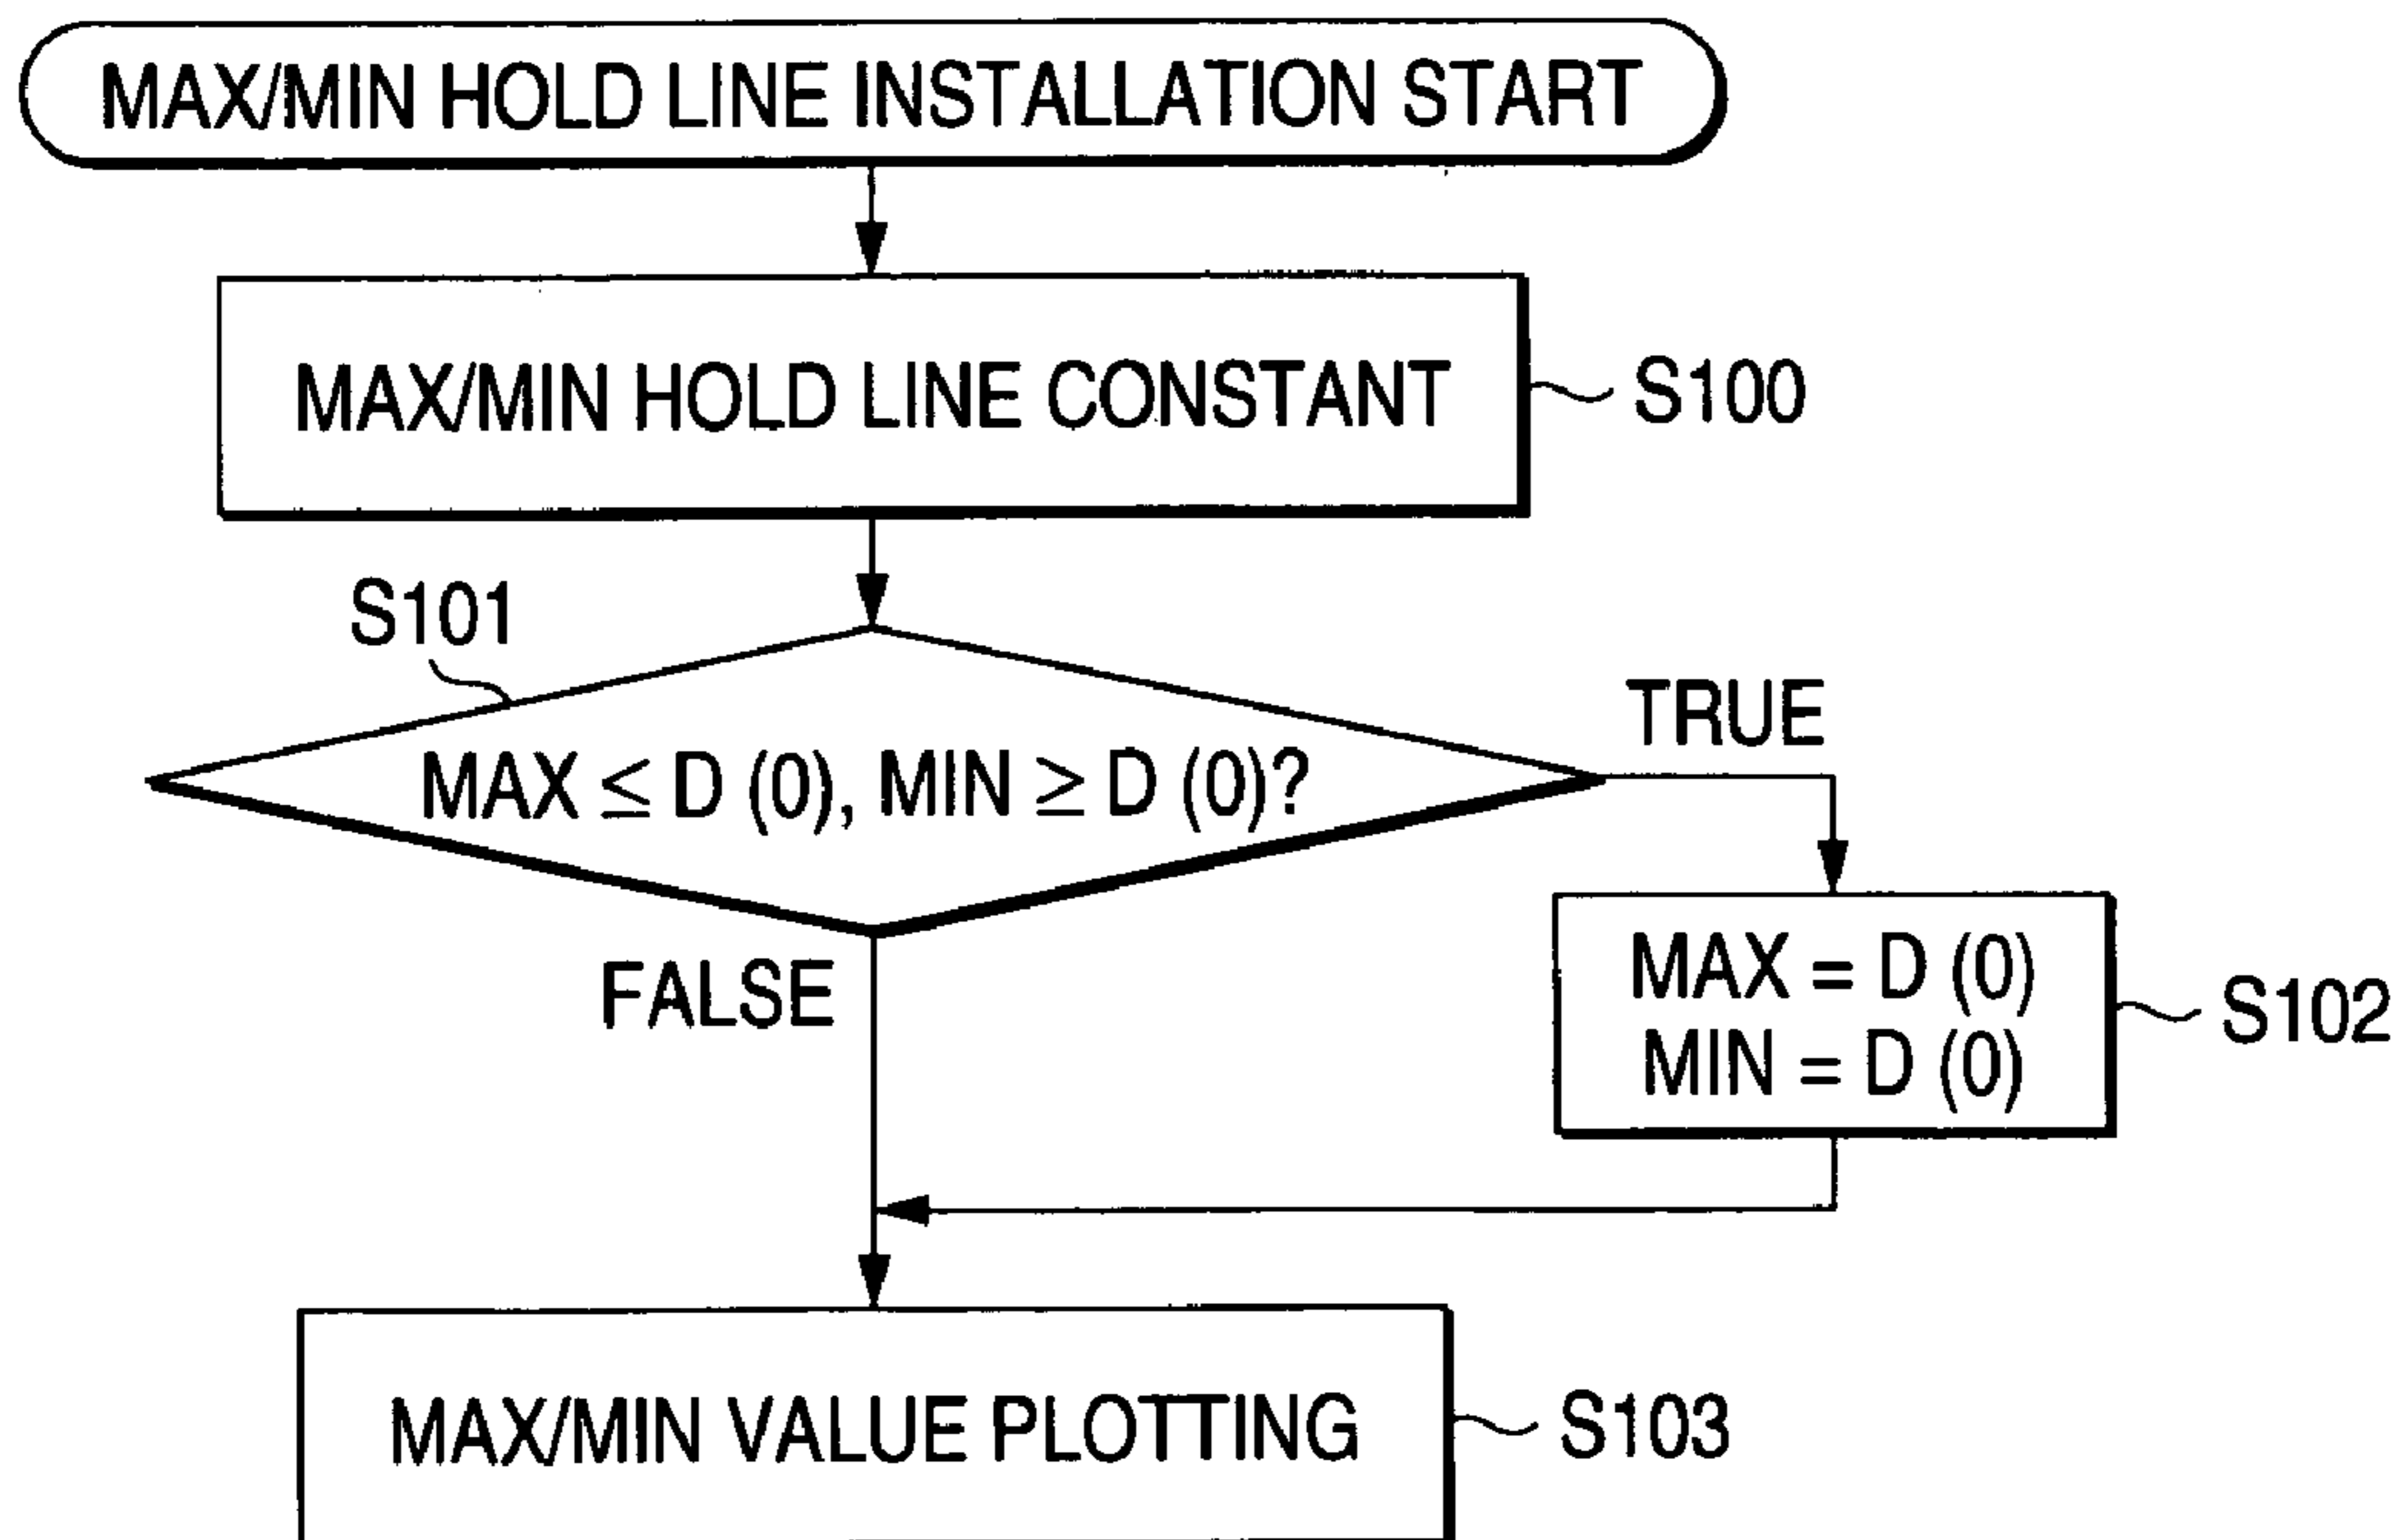 MAX/MIN HOLD LINE INSTALLATION START
MAX/MIN HOLD LINE CONSTANT
S100
S101
MAX ≤ D (0), MIN ≥ D (0)?
TRUE
FALSE
MAX = D (0)
MIN = D (0)
S102
MAX/MIN VALUE PLOTTING
S103